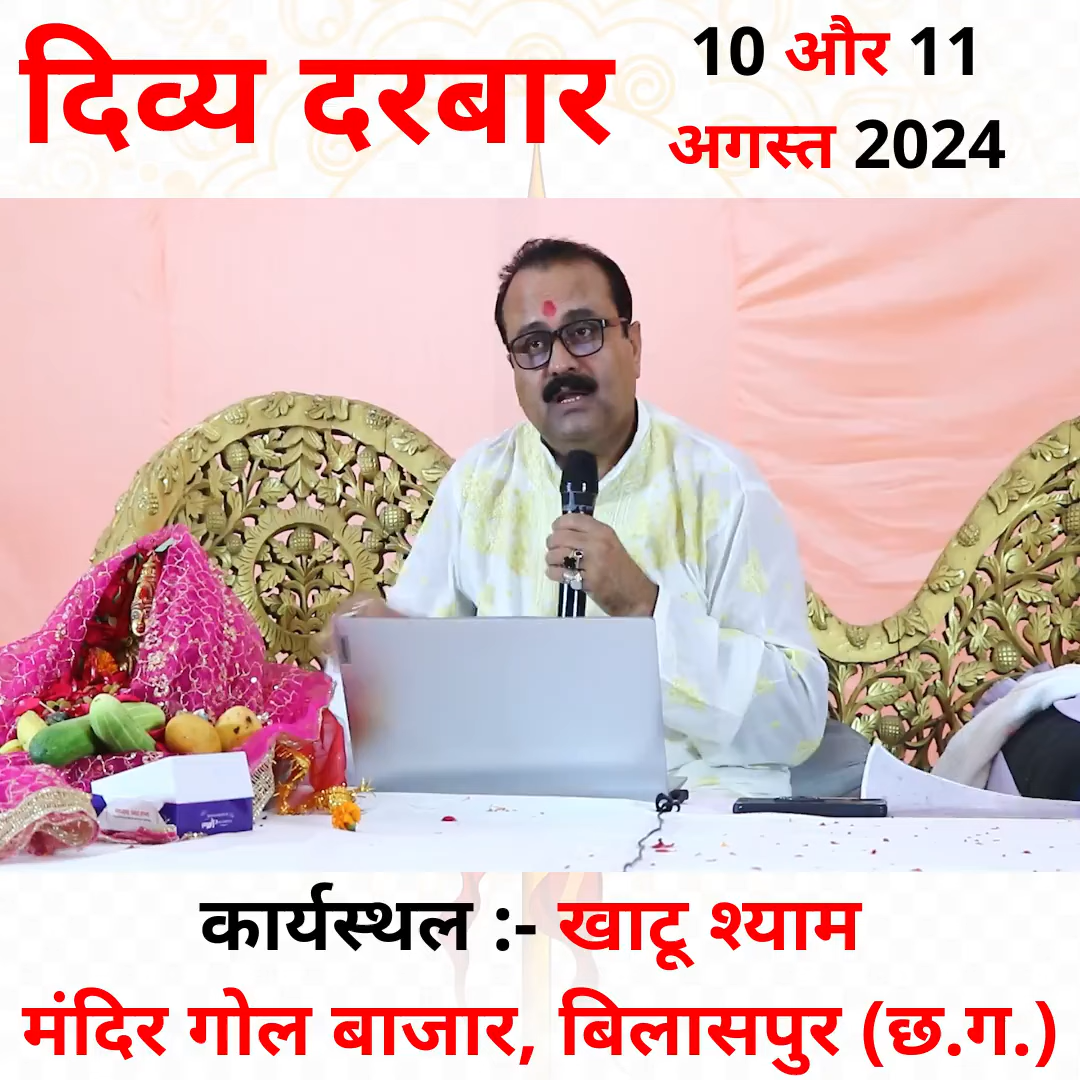 दिव्य दरबार
10 और 11
अगस्त 2024
कार्यस्थल :- खाटू श्याम
मंदिर गोल बाजार, बिलासपुर (छ.ग.)